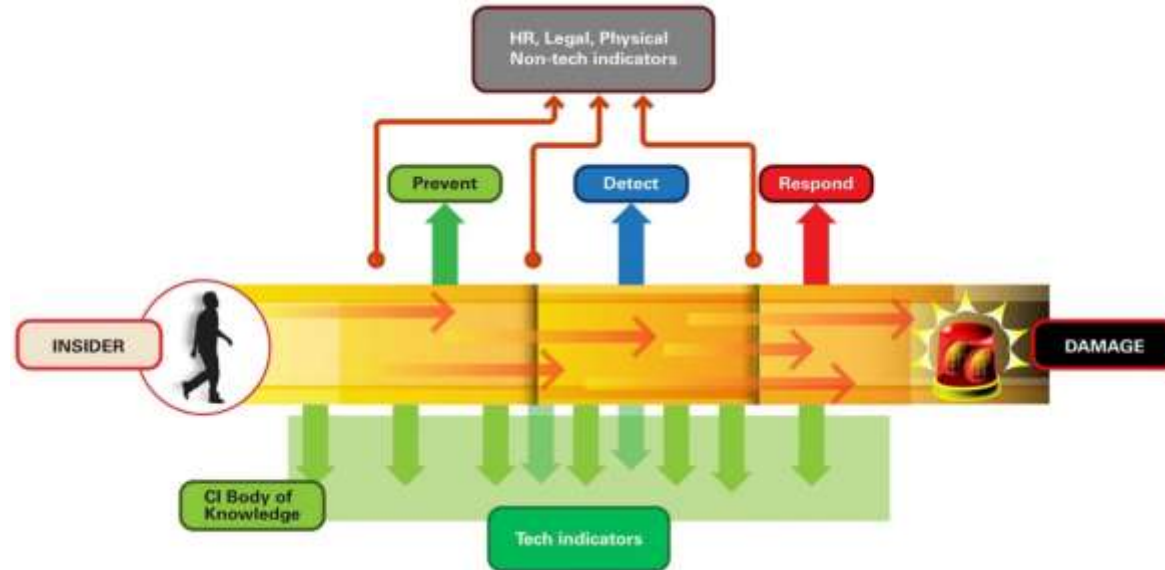 HR, Legal, Physical
Non-tech indicators
Prevent
Detect
Respond
INSIDER
DAMAGE
CI Body of
Knowledge
Tech indicators